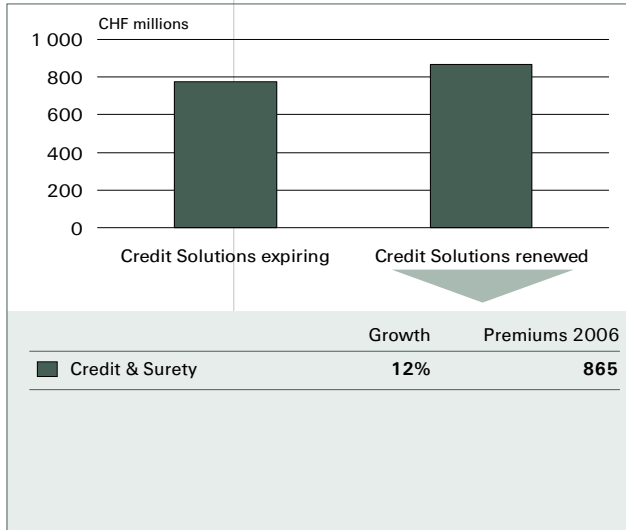 CHF millions
1 000
800
600
400
200
0
Credit Solutions expiring Credit Solutions renewed
Growth Premiums 2006
Credit & Surety 12% 865